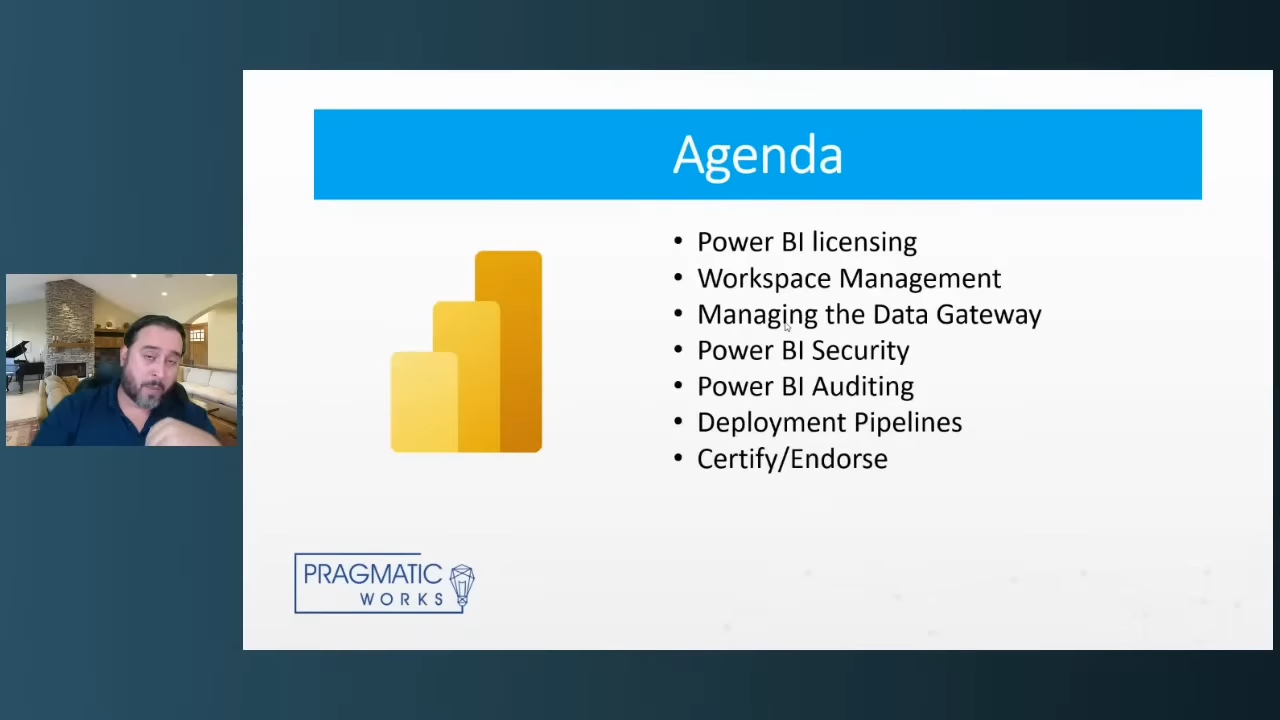 Agenda
• Power BI licensing
• Workspace Management
• Managing the Data Gateway
• Power BI Security
• Power BI Auditing
• Deployment Pipelines
• Certify/Endorse
PRAGMATIC
WORKS